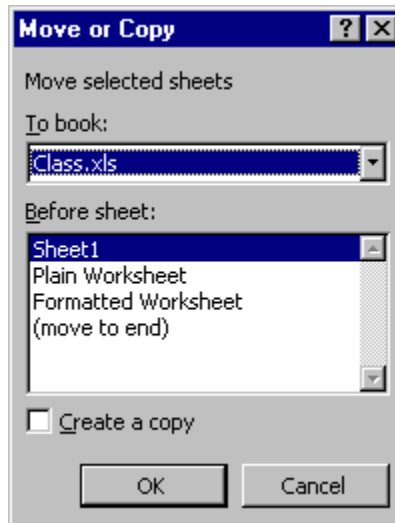 Move or Copy
Move selected sheets
To book:
Class.xls
Before sheet:
Sheet1
Plain Worksheet
Formatted Worksheet
(move to end)
Create a copy
OK Cancel